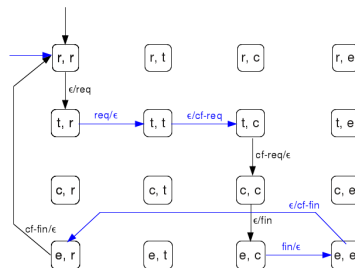 r, r r, t r, c r, e
ϵ/req
t, r req/ϵ t, t ϵ/cf-req t, c t, e
cf-req/ϵ
c, r c, t c, c c, e
ϵ/cf-fin
cf-fin/ϵ ϵ/fin
e, r e, t e, c fin/ϵ e, e